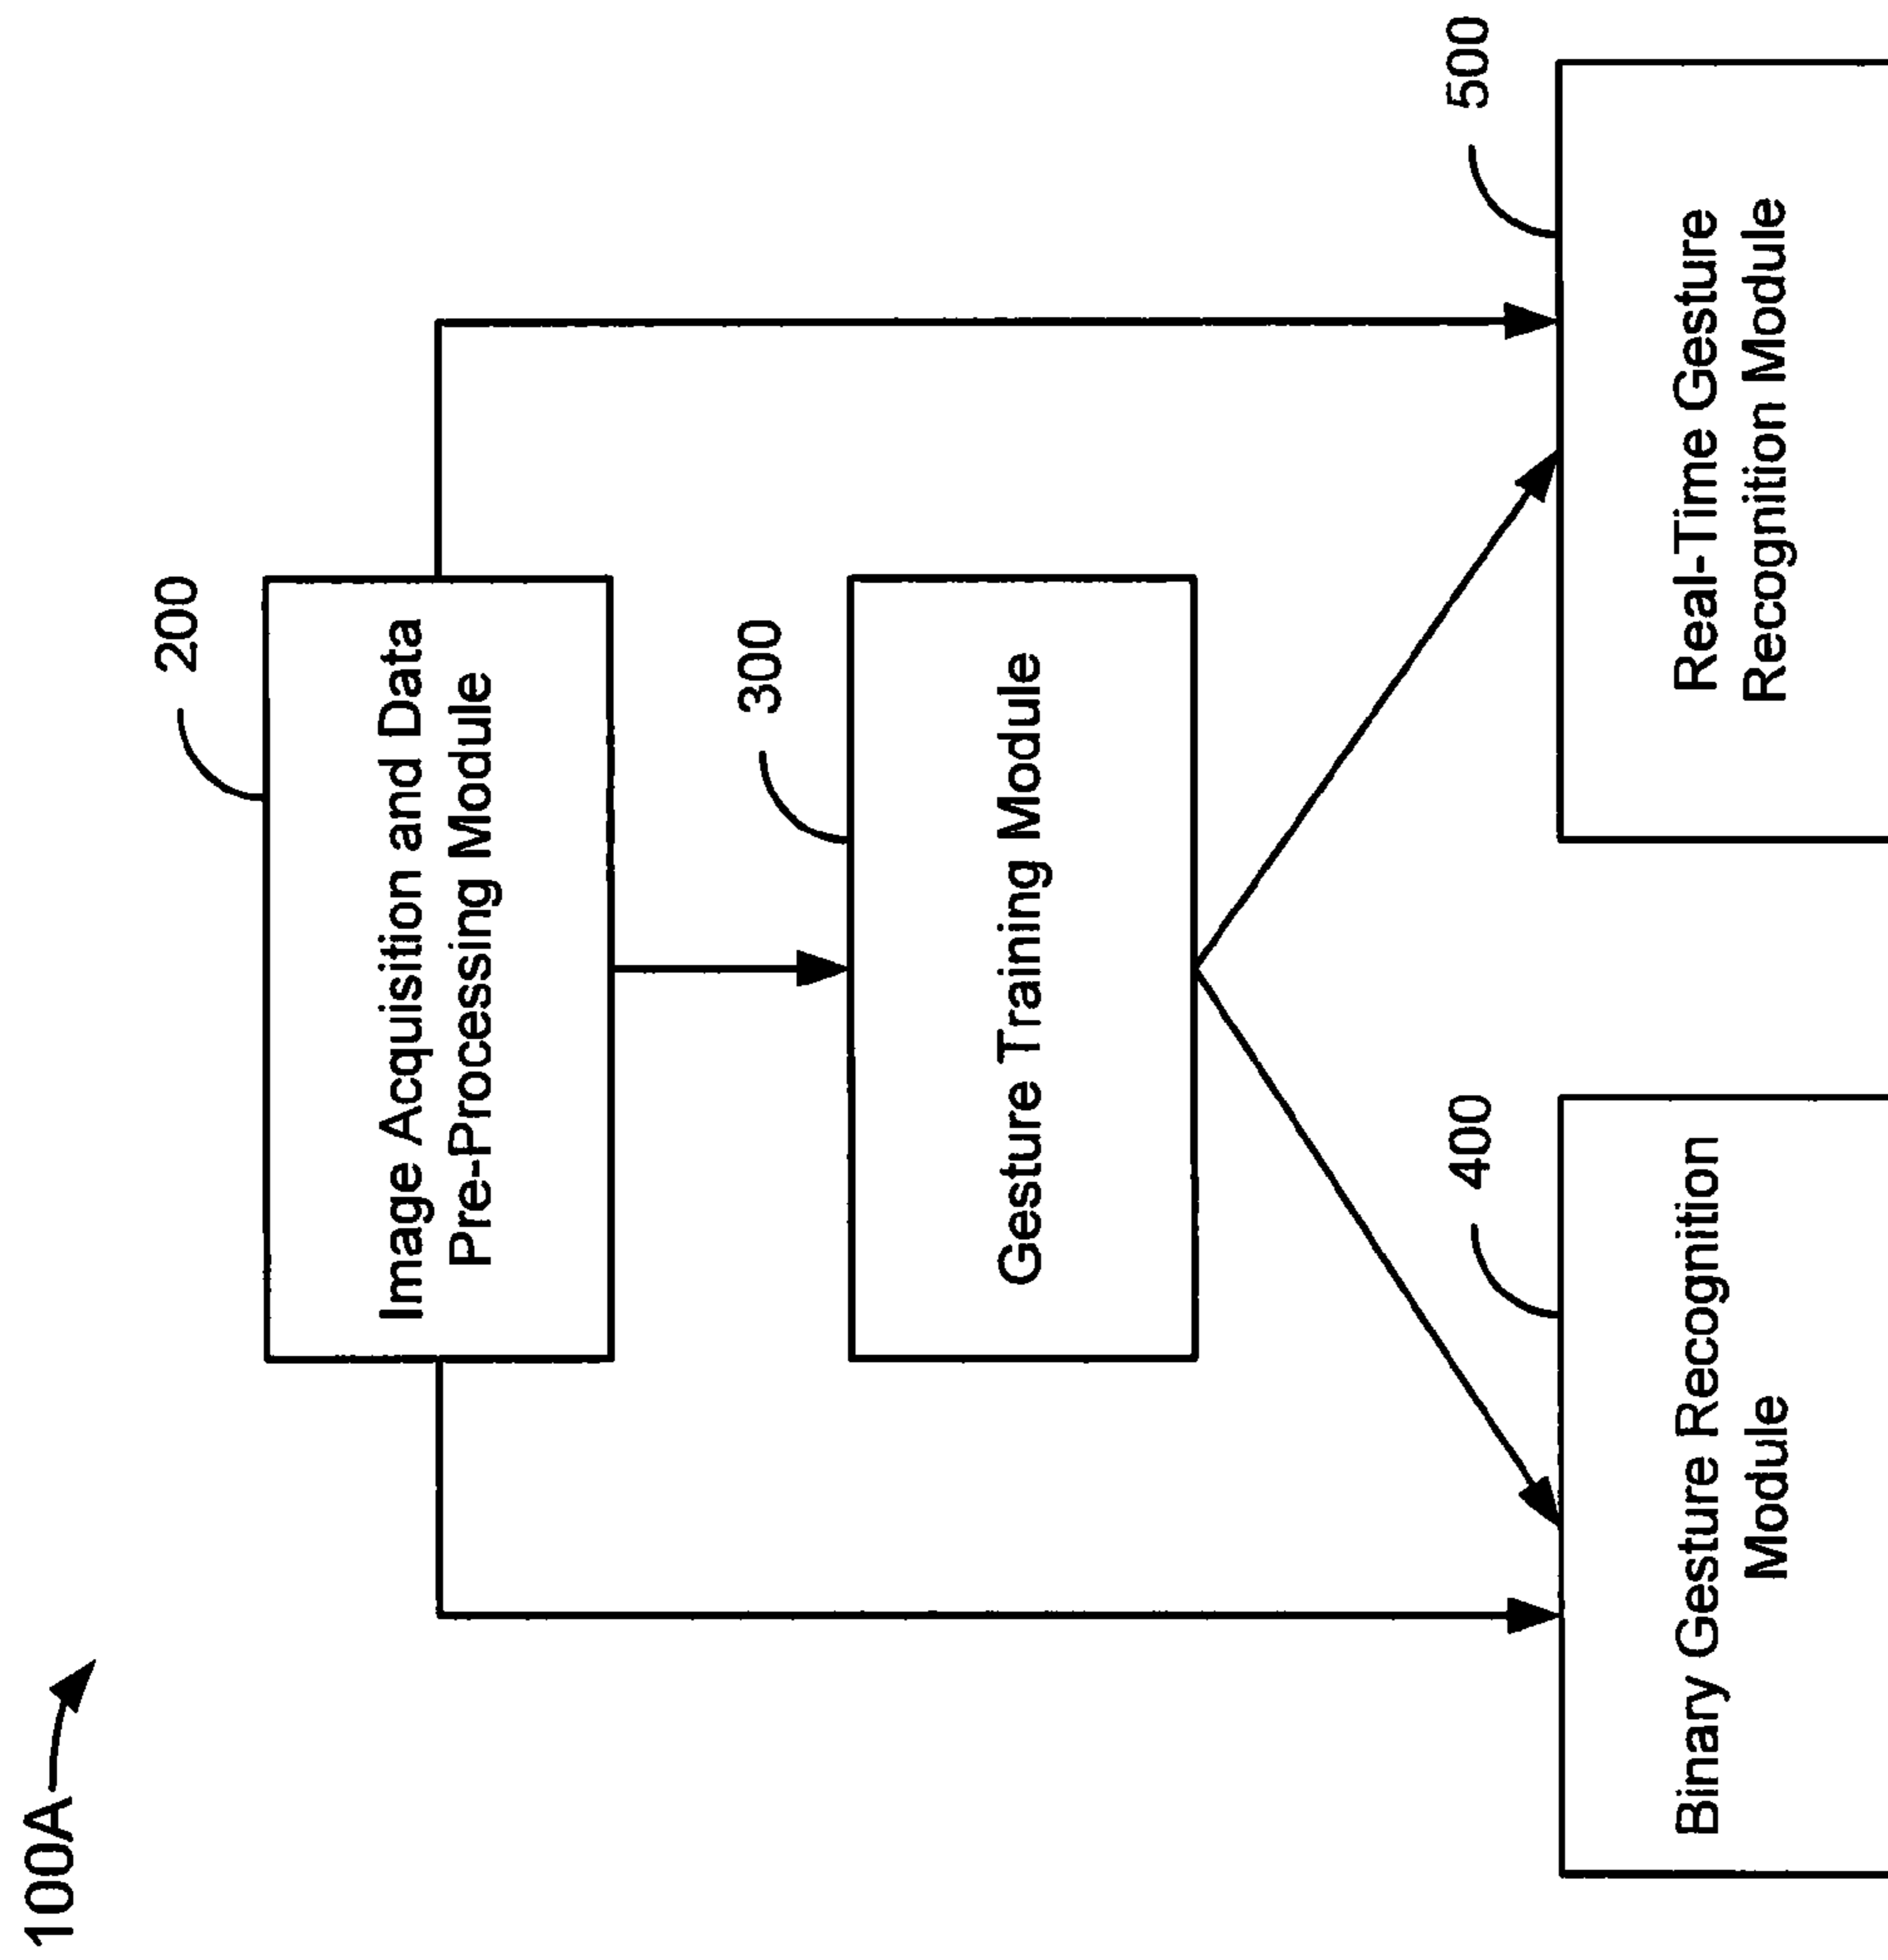 100A
200
Image Acquisition and Data
Pre-Processing Module
300
Gesture Training Module
400
Binary Gesture Recognition
Module
500
Real-Time Gesture
Recognition Module